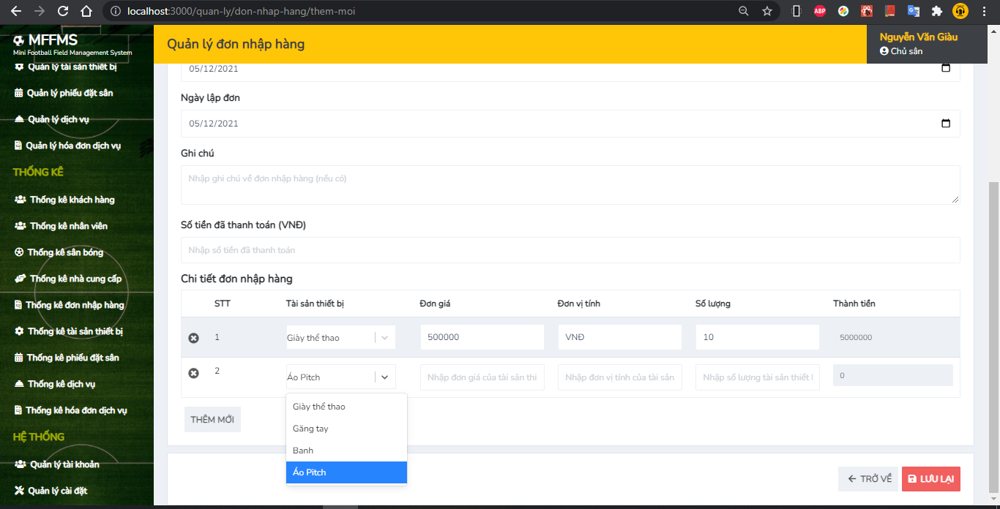 localhost:3000/quan-ly/don-nhap-hang/them-moi
ABP
MFFMS
Mini Football Field Management System
Quản lý tài sản thiết bị
Quản lý phiếu đặt sân
Quản lý dịch vụ
Quản lý hóa đơn dịch vụ
THỐNG KÊ
Thống kê khách hàng
Thống kê nhân viên
Thống kê sân bóng
Thống kê nhà cung cấp
Thống kê đơn nhập hàng
Thống kê tài sản thiết bị
Thống kê phiếu đặt sân
Thống kê dịch vụ
Thống kê hóa đơn dịch vụ
HỆ THỐNG
Quản lý tài khoản
Quản lý cài đặt
Quản lý đơn nhập hàng
Nguyễn Văn Giàu
Chủ sân
05/12/2021
Ngày lập đơn
05/12/2021
Ghi chú
Nhập ghi chú về đơn nhập hàng (nếu có)
Số tiền đã thanh toán (VNĐ)
Nhập số tiền đã thanh toán
Chi tiết đơn nhập hàng
STT Tài sản thiết bị Đơn giá Đơn vị tính Số lượng Thành tiền
1 Giày thể thao 500000 VNĐ 10 5000000
2 Áo Pitch Nhập đơn giá của tài sản thi Nhập đơn vị tính của tài sản Nhập số lượng tài sản thiết 0
Giày thể thao
Găng tay
Banh
Áo Pitch
THÊM MỚI
TRỞ VỀ
LƯU LẠI